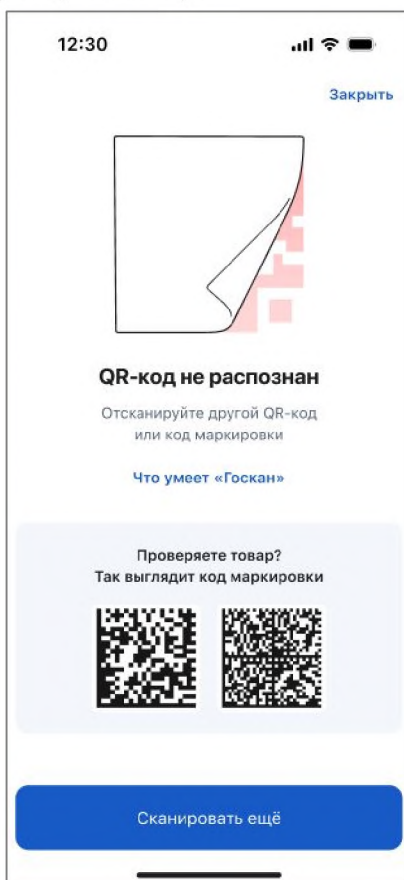 12:30
Закрыть
QR-код не распознан
Отсканируйте другой QR-код
или код маркировки
Что умеет «Госкан»
Проверяете товар?
Так выглядит код маркировки
Сканировать ещё